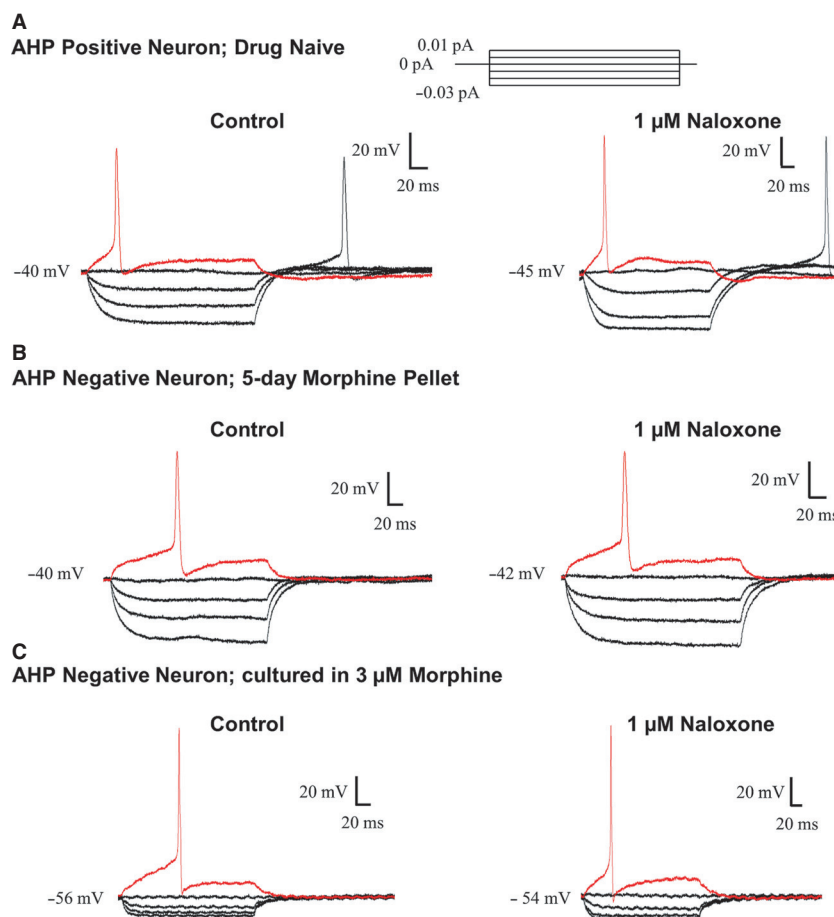 A
AHP Positive Neuron; Drug Naive
0.01 pA
0 pA
−0.03 pA
Control
1 µM Naloxone
20 mV
20 ms
20 mV
20 ms
−40 mV
−45 mV
B
AHP Negative Neuron; 5-day Morphine Pellet
Control
1 µM Naloxone
20 mV
20 ms
20 mV
20 ms
−40 mV
−42 mV
C
AHP Negative Neuron; cultured in 3 µM Morphine
Control
1 µM Naloxone
20 mV
20 ms
20 mV
20 ms
−56 mV
− 54 mV